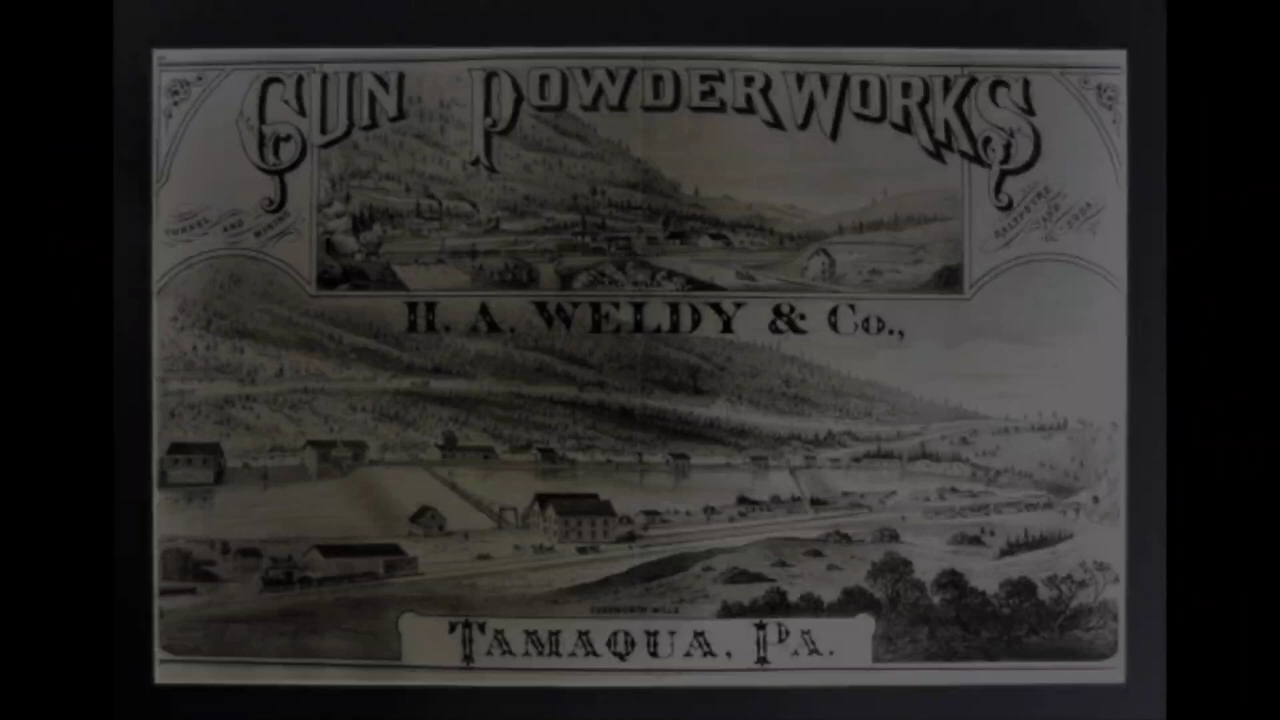 GUN POWDER WORKS
TUNNEL AND MINING
SALTPETRE AND SODA
H. A. WELDY & Co.,
TAMAQUA, PA.